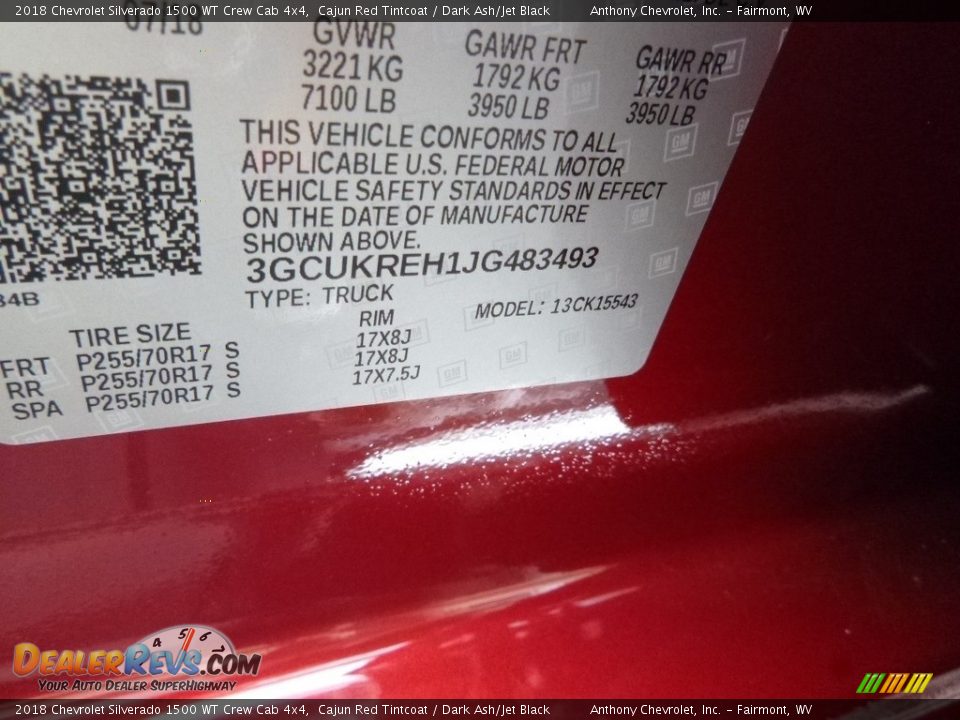 2018 Chevrolet Silverado 1500 WT Crew Cab 4x4,  Cajun Red Tintcoat / Dark Ash/Jet Black     Anthony Chevrolet, Inc. – Fairmont, WV
07/18
GVWR GAWR FRT GAWR RR
3221 KG 1792 KG 1792 KG
7100 LB 3950 LB 3950 LB
THIS VEHICLE CONFORMS TO ALL
APPLICABLE U.S. FEDERAL MOTOR
VEHICLE SAFETY STANDARDS IN EFFECT
ON THE DATE OF MANUFACTURE
SHOWN ABOVE.
3GCUKREH1JG483493
TYPE: TRUCK MODEL: 13CK15543
TIRE SIZE RIM
FRT P255/70R17 S 17X8J
RR P255/70R17 S 17X8J
SPA P255/70R17 S 17X7.5J
DEALERREVS.COM
YOUR AUTO DEALER SUPERHIGHWAY
2018 Chevrolet Silverado 1500 WT Crew Cab 4x4,  Cajun Red Tintcoat / Dark Ash/Jet Black     Anthony Chevrolet, Inc. – Fairmont, WV